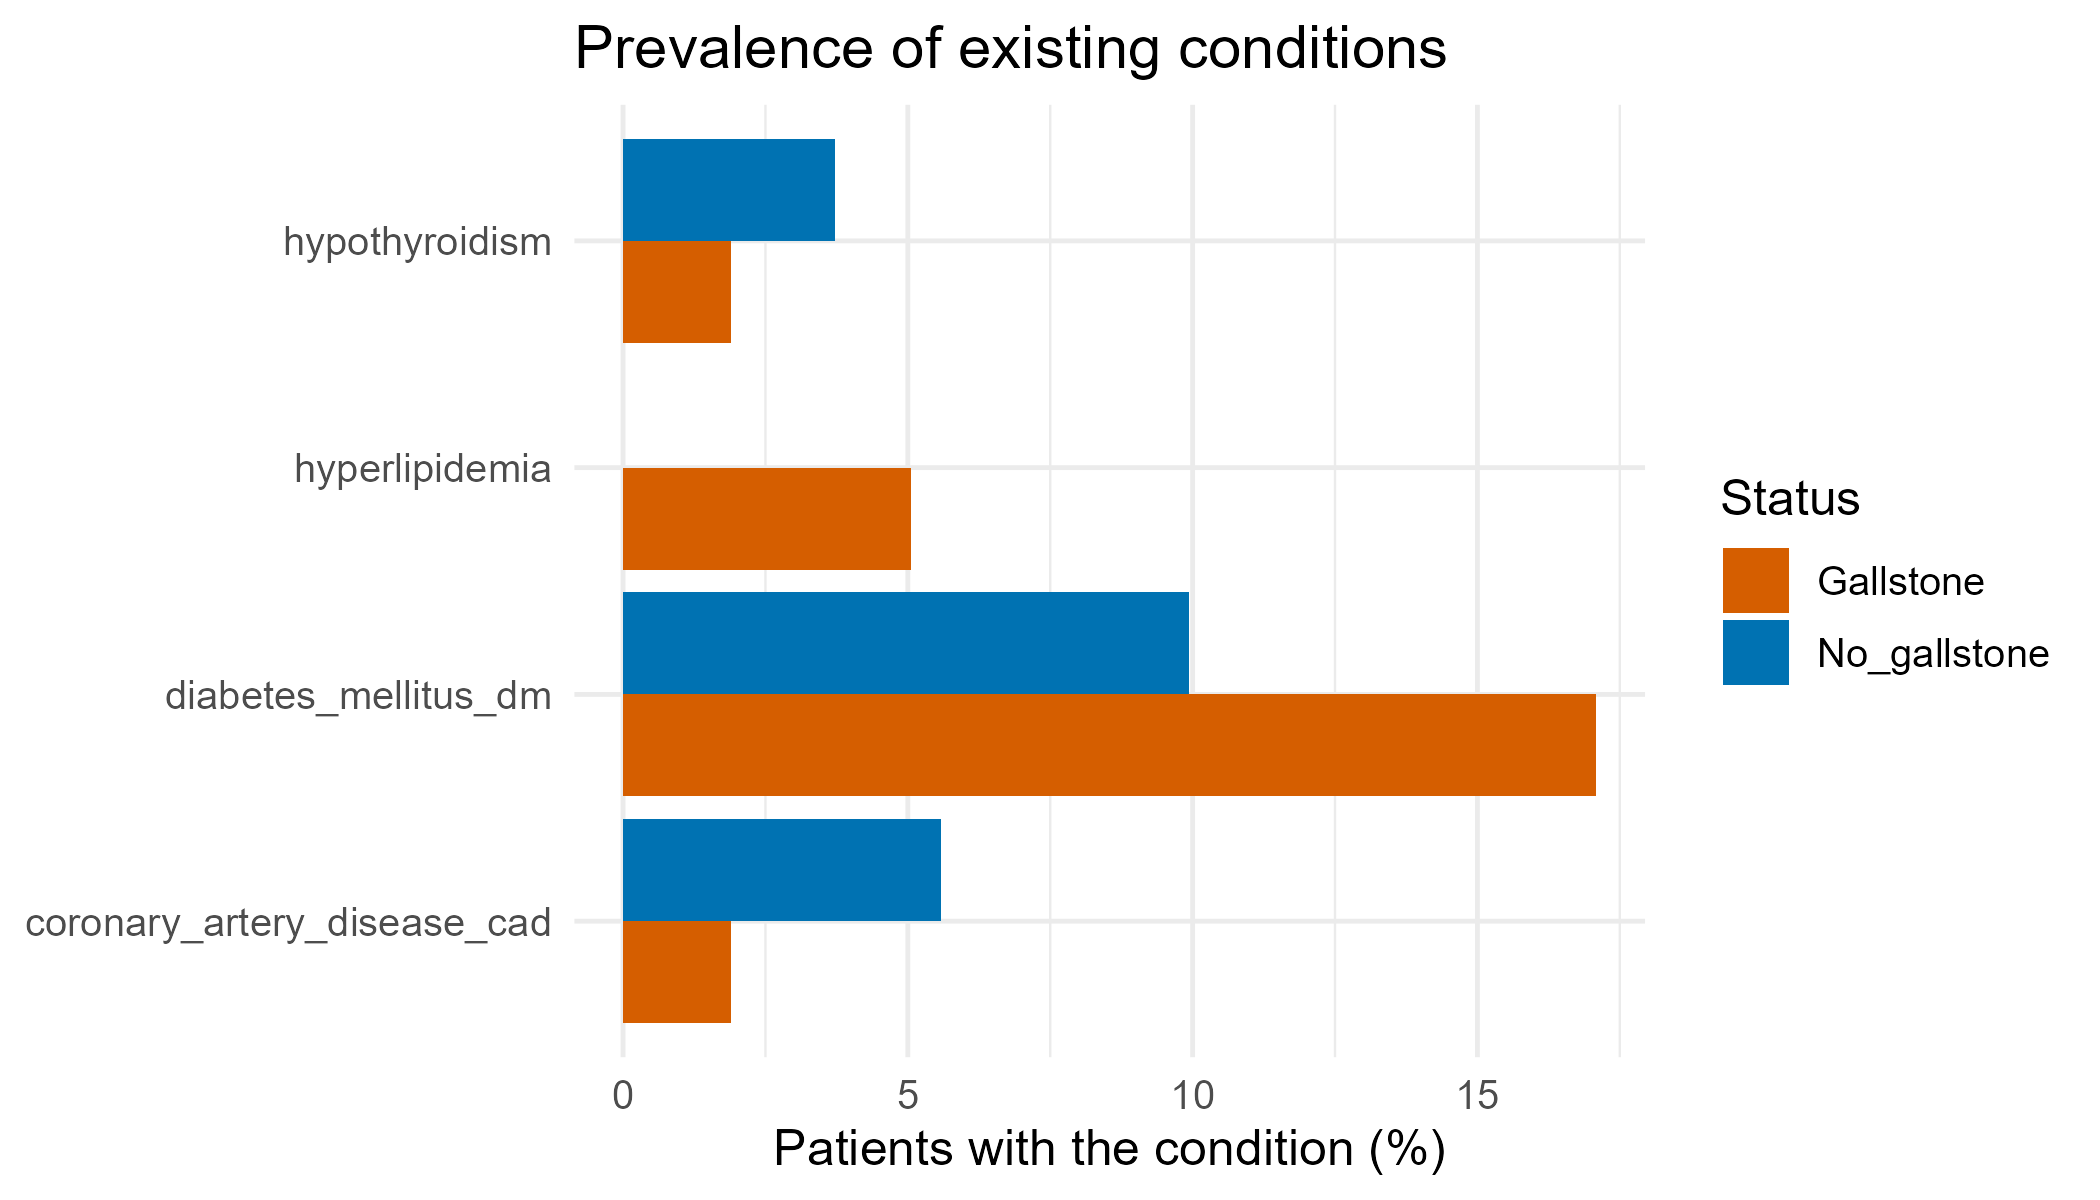 Prevalence of existing conditions
hypothyroidism
hyperlipidemia
diabetes_mellitus_dm
coronary_artery_disease_cad
0 5 10 15
Patients with the condition (%)
Status
Gallstone
No_gallstone